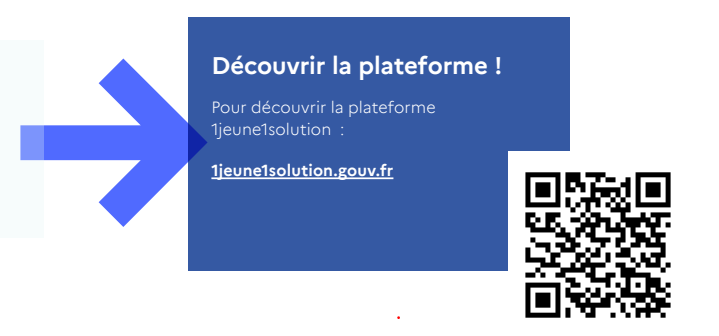 Découvrir la plateforme !
Pour découvrir la plateforme
1jeune1solution  :
1jeune1solution.gouv.fr